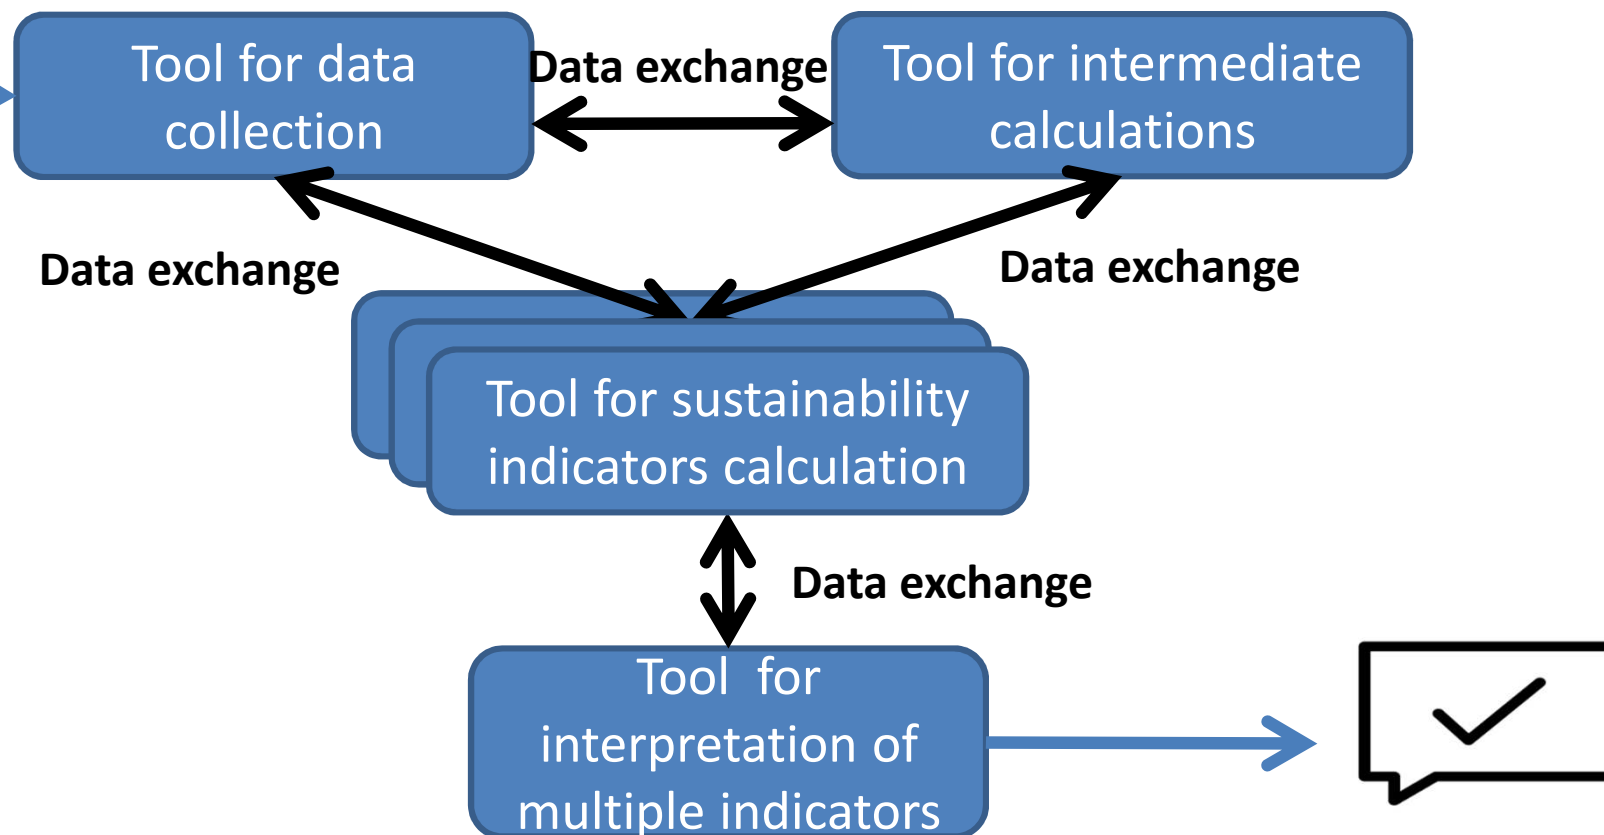 Tool for data
collection
Data exchange
Tool for intermediate
calculations
Data exchange
Data exchange
Tool for sustainability
indicators calculation
Data exchange
Tool for
interpretation of
multiple indicators